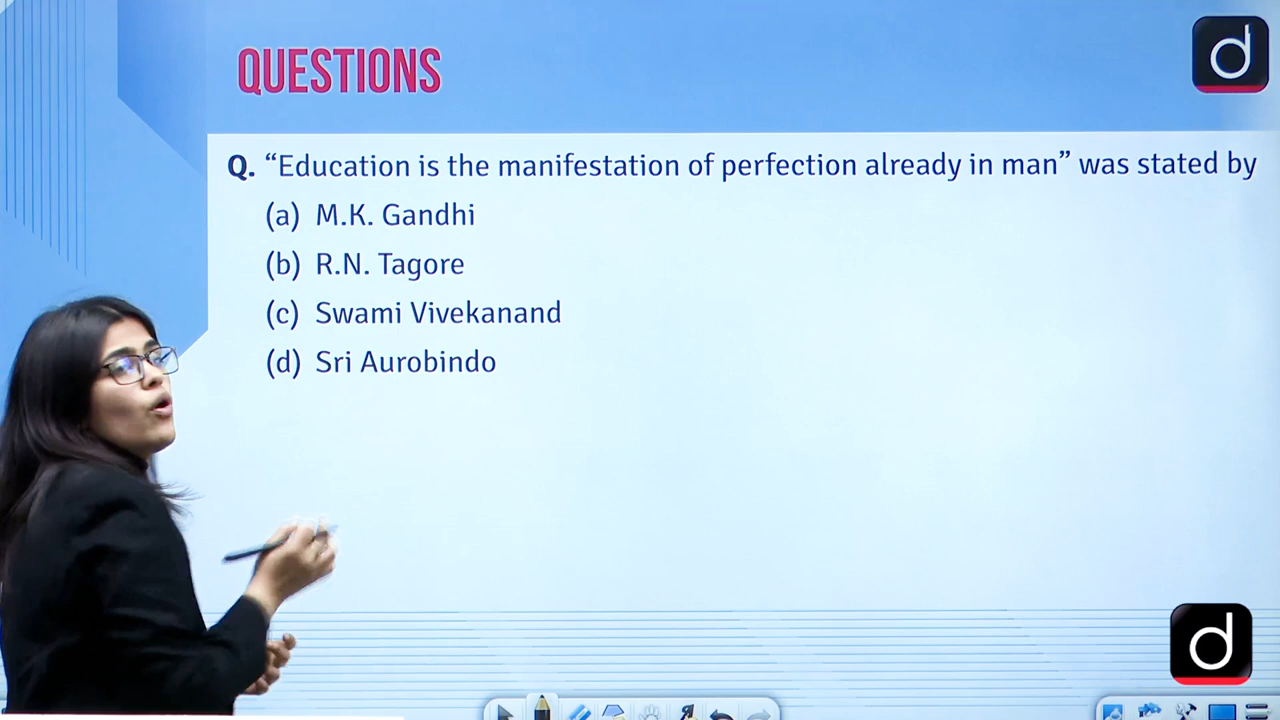 QUESTIONS
d
Q. “Education is the manifestation of perfection already in man” was stated by
(a) M.K. Gandhi
(b) R.N. Tagore
(c) Swami Vivekanand
(d) Sri Aurobindo
d